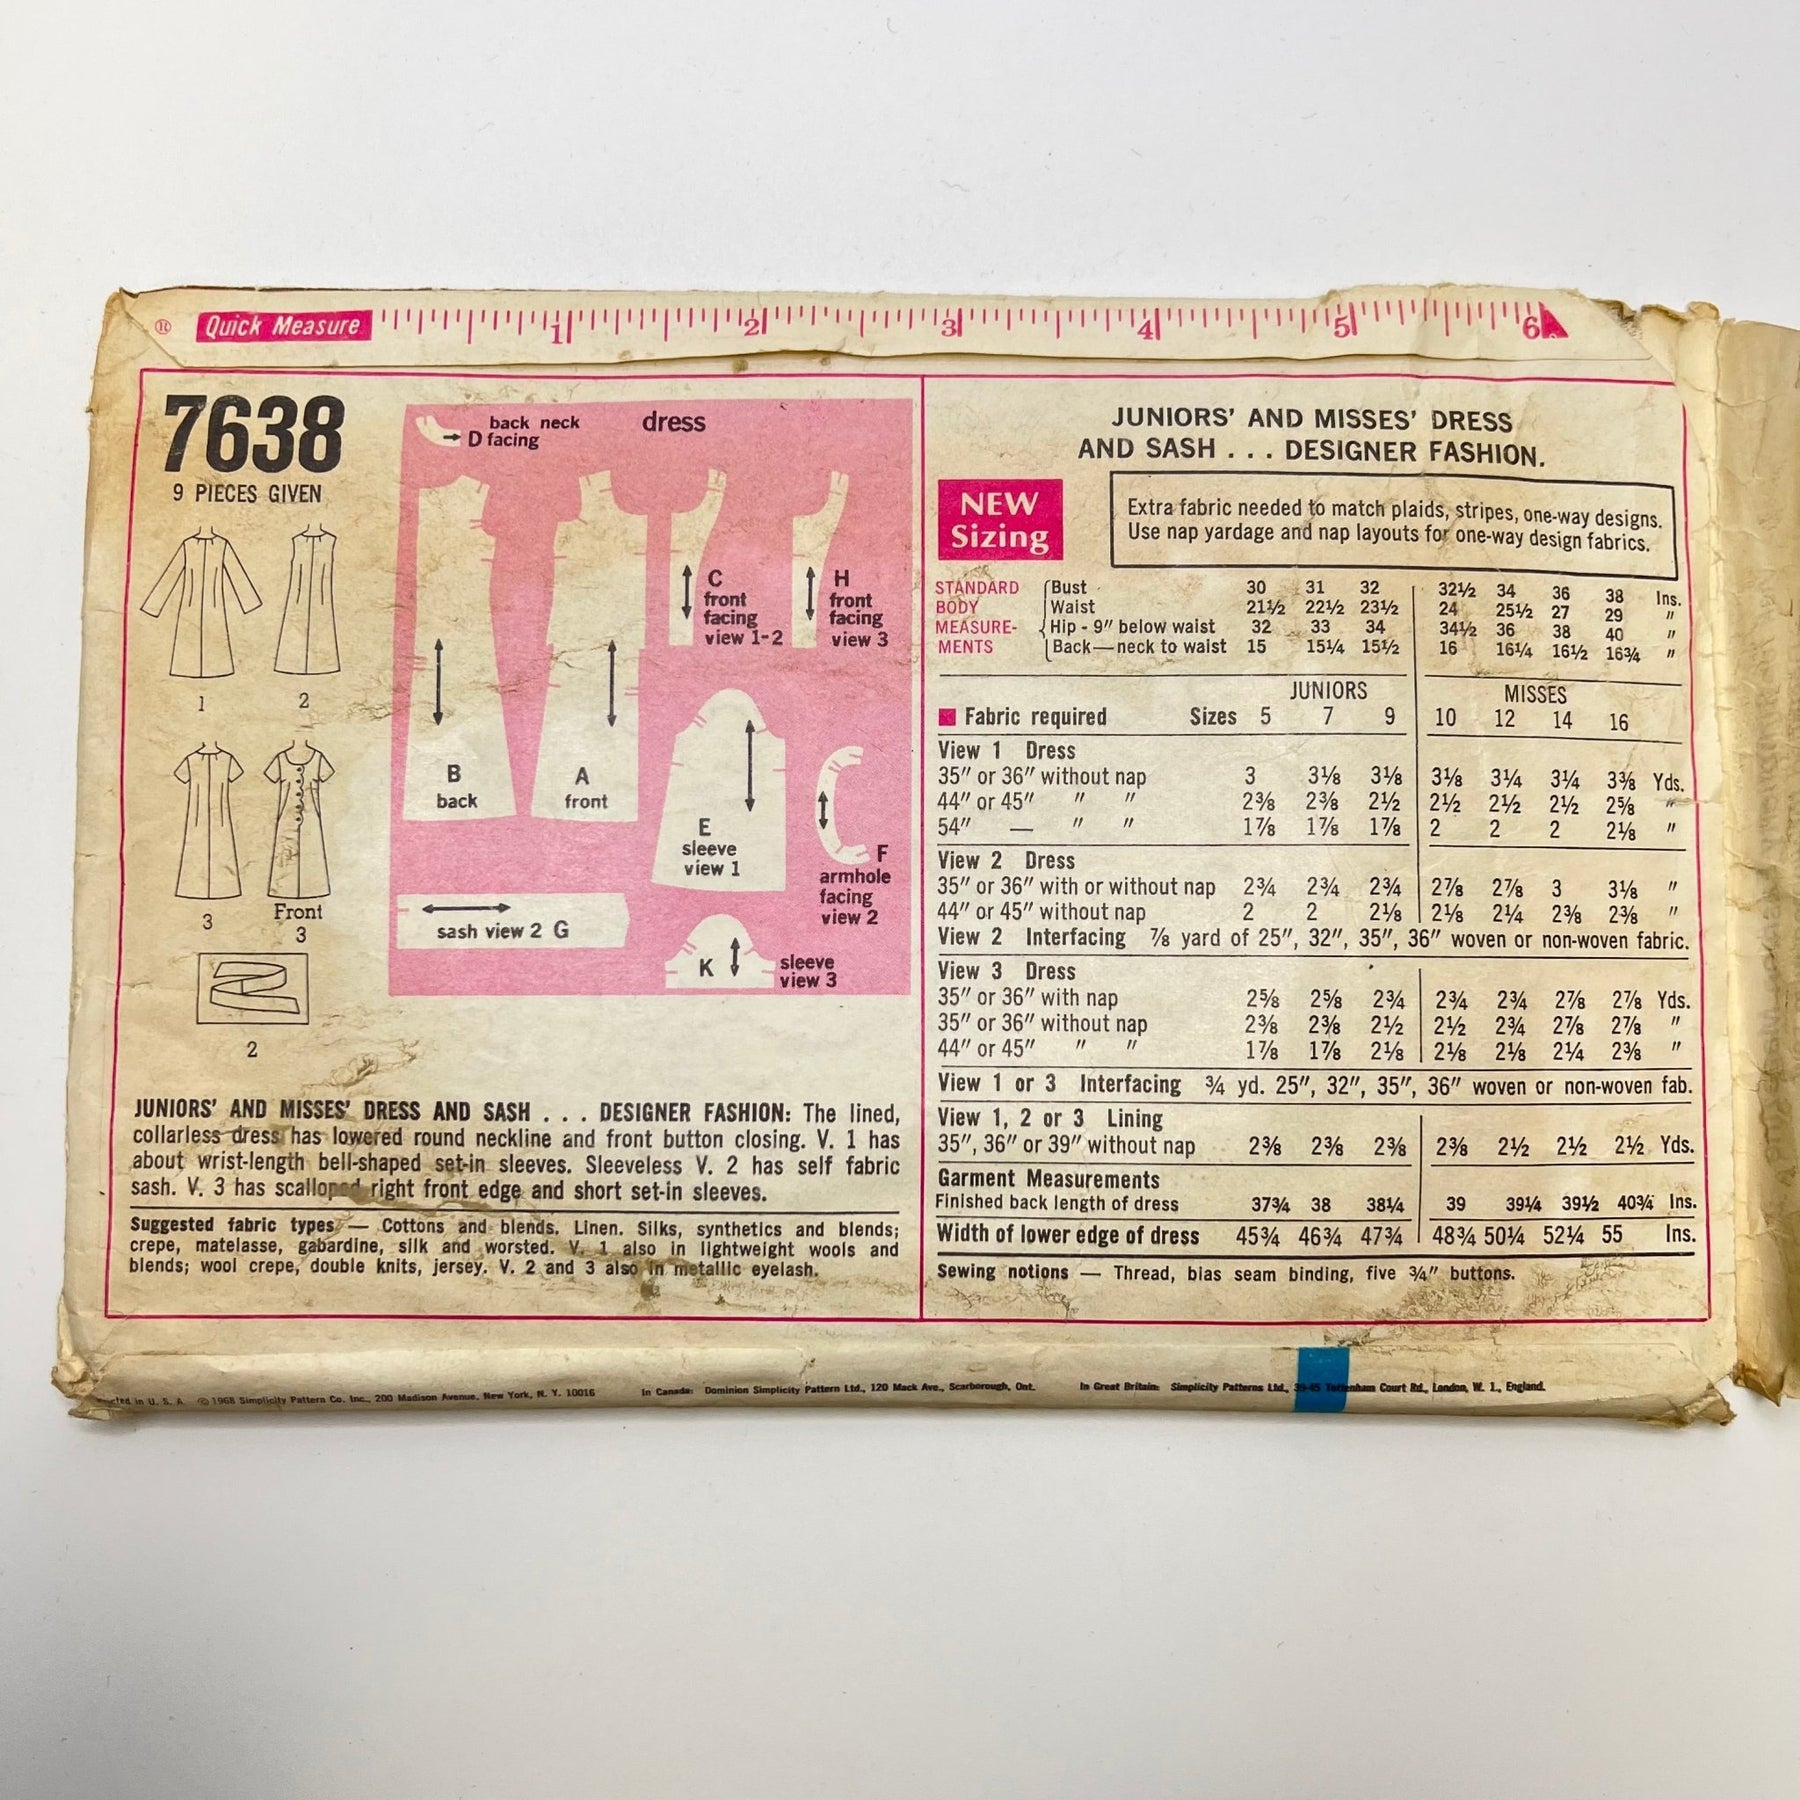 ® Quick Measure 1 2 3 4 5 6
7638
9 PIECES GIVEN
1 2
3 Front
3
2
dress
back neck
D facing
C
front
facing
view 1-2
H
front
facing
view 3
B
back
A
front
E
sleeve
view 1
F
armhole
facing
view 2
sash view 2 G
K sleeve
view 3
JUNIORS' AND MISSES' DRESS AND SASH . . . DESIGNER FASHION: The lined,
collarless dress has lowered round neckline and front button closing. V. 1 has
about wrist-length bell-shaped set-in sleeves. Sleeveless V. 2 has self fabric
sash. V. 3 has scalloped right front edge and short set-in sleeves.
Suggested fabric types — Cottons and blends. Linen. Silks, synthetics and blends;
crepe, matelasse, gabardine, silk and worsted. V. 1 also in lightweight wools and
blends; wool crepe, double knits, jersey. V. 2 and 3 also in metallic eyelash.
JUNIORS' AND MISSES' DRESS
AND SASH . . . DESIGNER FASHION.
NEW
Sizing
Extra fabric needed to match plaids, stripes, one-way designs.
Use nap yardage and nap layouts for one-way design fabrics.
STANDARD Bust 30 31 32 32½ 34 36 38 Ins.
BODY Waist 21½ 22½ 23½ 24 25½ 27 29 "
MEASURE- Hip - 9" below waist 32 33 34 34½ 36 38 40 "
MENTS Back—neck to waist 15 15¼ 15½ 16 16¼ 16½ 16¾ "
JUNIORS MISSES
Fabric required Sizes 5 7 9 10 12 14 16
View 1 Dress
35" or 36" without nap 3 3⅛ 3⅛ 3⅛ 3¼ 3¼ 3⅜ Yds.
44" or 45" " " 2⅜ 2⅜ 2½ 2½ 2½ 2½ 2⅝ "
54" — " " 1⅞ 1⅞ 1⅞ 2 2 2 2⅛ "
View 2 Dress
35" or 36" with or without nap 2¾ 2¾ 2¾ 2⅞ 2⅞ 3 3⅛ "
44" or 45" without nap 2 2 2⅛ 2⅛ 2¼ 2⅜ 2⅜ "
View 2 Interfacing ⅞ yard of 25", 32", 35", 36" woven or non-woven fabric.
View 3 Dress
35" or 36" with nap 2⅝ 2⅝ 2¾ 2¾ 2¾ 2⅞ 2⅞ Yds.
35" or 36" without nap 2⅜ 2⅜ 2½ 2½ 2¾ 2⅞ 2⅞ "
44" or 45" " " 1⅞ 1⅞ 2⅛ 2⅛ 2⅛ 2¼ 2⅜ "
View 1 or 3 Interfacing ¾ yd. 25", 32", 35", 36" woven or non-woven fab.
View 1, 2 or 3 Lining
35", 36" or 39" without nap 2⅜ 2⅜ 2⅜ 2⅜ 2½ 2½ 2½ Yds.
Garment Measurements
Finished back length of dress 37¾ 38 38¼ 39 39¼ 39½ 40¾ Ins.
Width of lower edge of dress 45¾ 46¾ 47¾ 48¾ 50¼ 52¼ 55 Ins.
Sewing notions — Thread, bias seam binding, five ¾" buttons.
in U. S. A. © 1968 Simplicity Pattern Co. Inc., 200 Madison Avenue, New York, N. Y. 10016 In Canada: Dominion Simplicity Pattern Ltd., 120 Mack Ave., Scarborough, Ont. In Great Britain: Simplicity Patterns Ltd., 39-45 Tottenham Court Rd., London, W. 1., England.